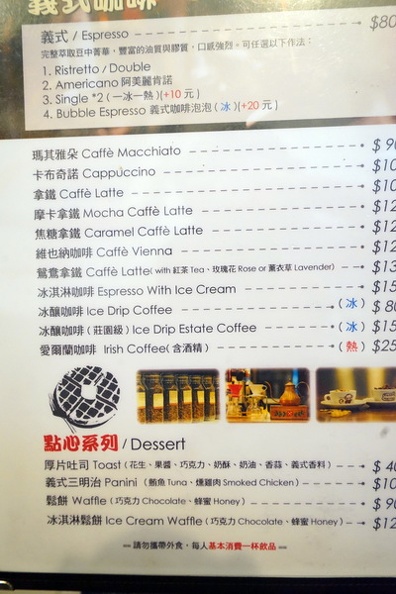 義式咖啡
義式 / Espresso $80
完整萃取豆中菁華，豐富的油質與膠質，口感強烈。可任選以下作法：
1. Ristretto / Double
2. Americano 阿美麗肯諾
3. Single *2 ( 一冰一熱 )(+10 元 )
4. Bubble Espresso 義式咖啡泡泡 ( 冰 )(+20 元 )
瑪其雅朵 Caffè Macchiato $ 9
卡布奇諾 Cappuccino $10
拿鐵 Caffè Latte $10
摩卡拿鐵 Mocha Caffè Latte $12
焦糖拿鐵 Caramel Caffè Latte $12
維也納咖啡 Caffè Vienna $12
鴛鴦拿鐵 Caffè Latte( with 紅茶 Tea、玫瑰花 Rose or 薰衣草 Lavender) $13
冰淇淋咖啡 Espresso With Ice Cream $15
冰釀咖啡 Ice Drip Coffee ( 冰 ) $ 80
冰釀咖啡 ( 莊園級 ) Ice Drip Estate Coffee ( 冰 ) $15
愛爾蘭咖啡 Irish Coffee( 含酒精 ) ( 熱 ) $25
點心系列 / Dessert
厚片吐司 Toast ( 花生、果醬、巧克力、奶酥、奶油、香蒜、義式香料 ) $ 40
義式三明治 Panini ( 鮪魚 Tuna、燻雞肉 Smoked Chicken ) $10
鬆餅 Waffle ( 巧克力 Chocolate、蜂蜜 Honey ) $ 90
冰淇淋鬆餅 Ice Cream Waffle ( 巧克力 Chocolate、蜂蜜 Honey ) $12
請勿攜帶外食，每人基本消費一杯飲品